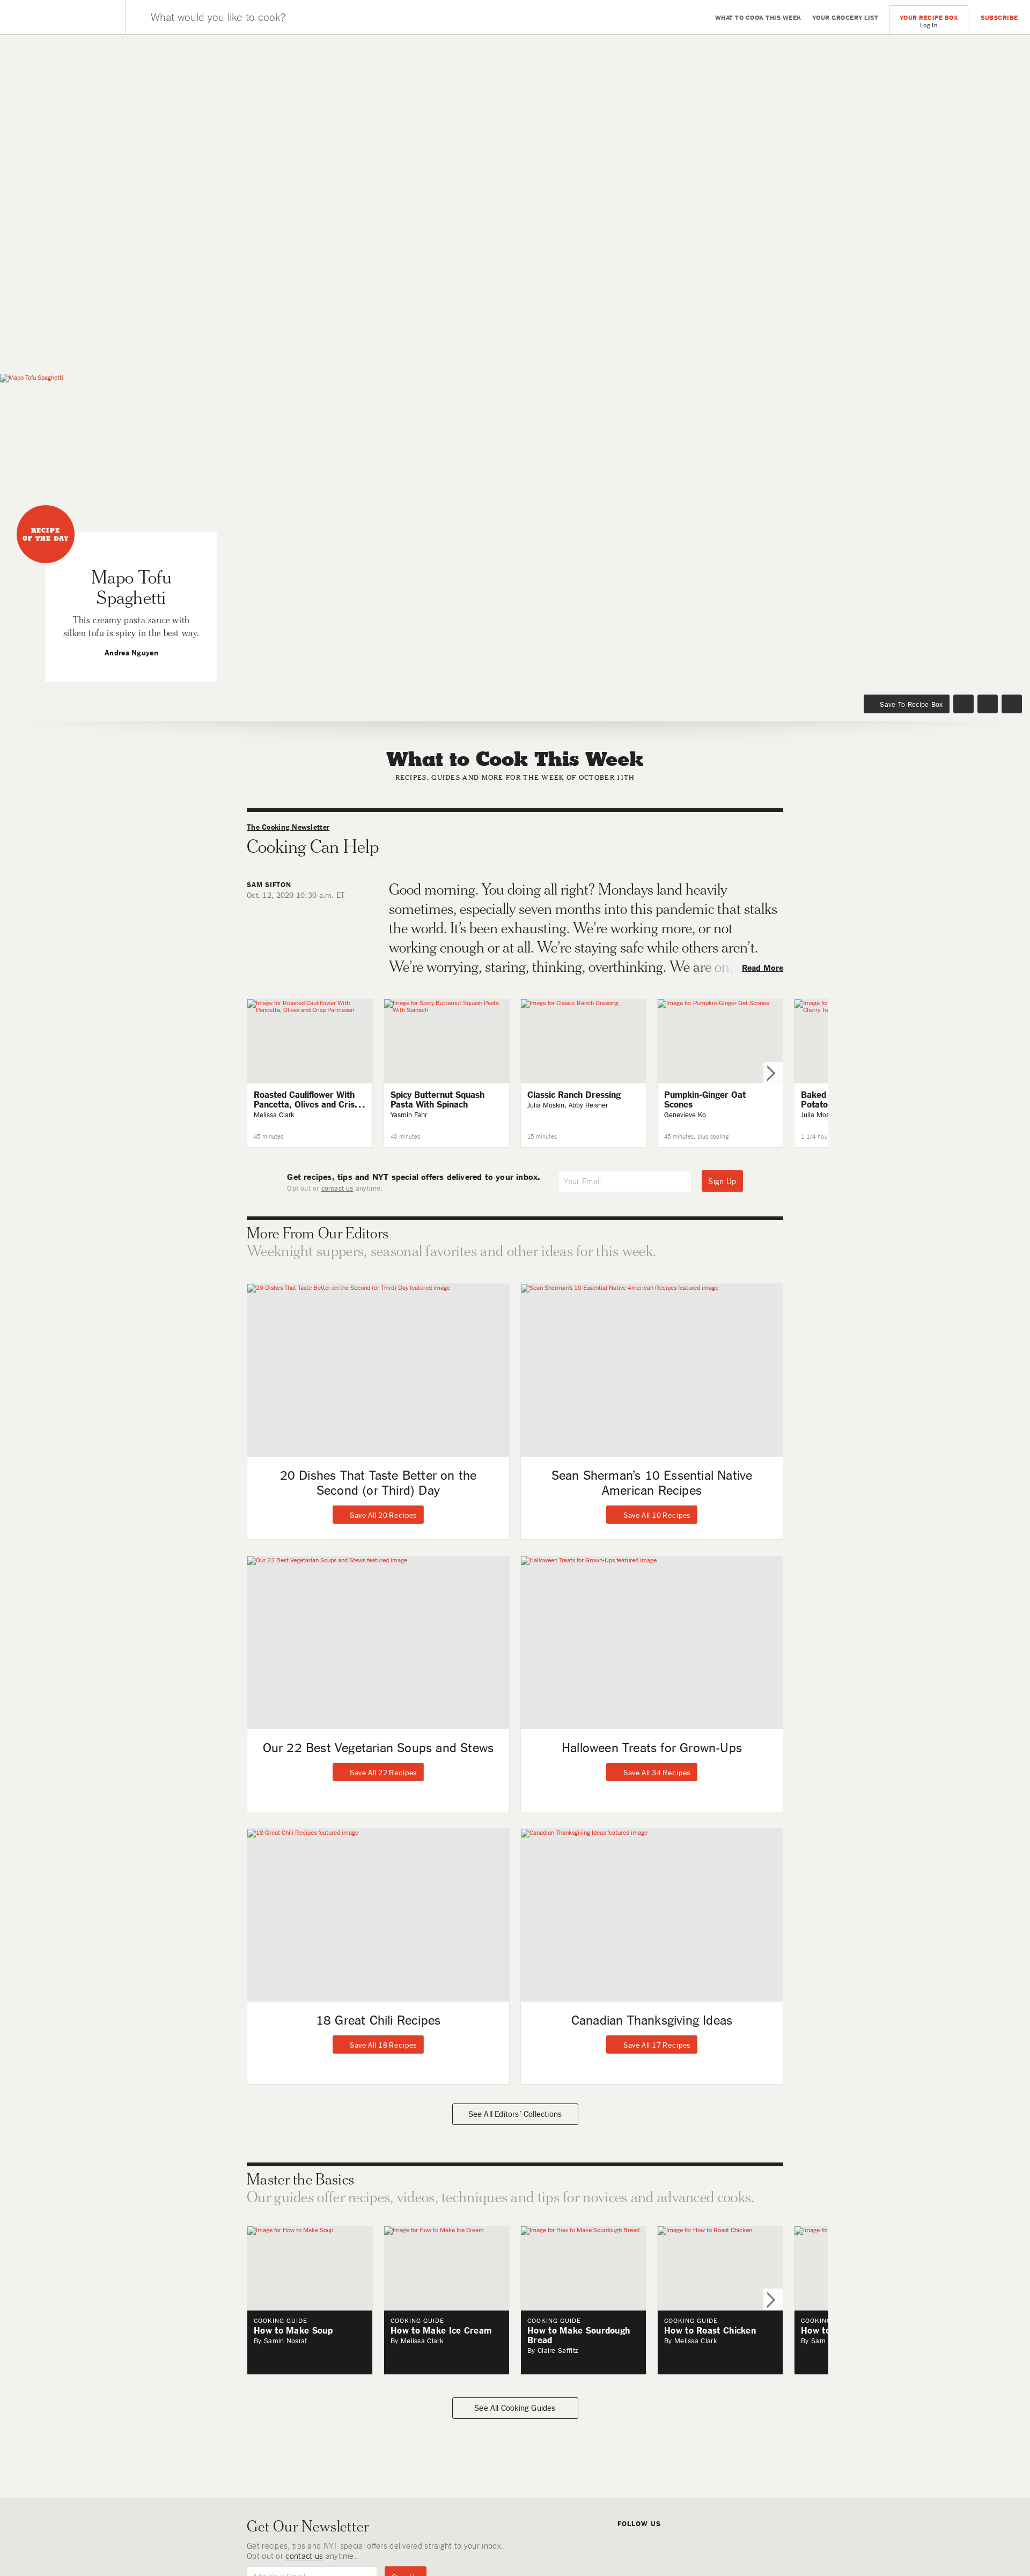 What would you like to cook?
WHAT TO COOK THIS WEEK
YOUR GROCERY LIST
YOUR RECIPE BOX
Log In
SUBSCRIBE
Mapo Tofu Spaghetti
RECIPE
OF THE DAY
Mapo Tofu
Spaghetti
This creamy pasta sauce with
silken tofu is spicy in the best way.
Andrea Nguyen
Save To Recipe Box
What to Cook This Week
RECIPES, GUIDES AND MORE FOR THE WEEK OF OCTOBER 11TH
The Cooking Newsletter
Cooking Can Help
SAM SIFTON
Oct. 12, 2020 10:30 a.m. ET
Good morning. You doing all right? Mondays land heavily
sometimes, especially seven months into this pandemic that stalks
the world. It’s been exhausting. We’re working more, or not
working enough or at all. We’re staying safe while others aren’t.
We’re worrying, staring, thinking, overthinking. We are on,
Read More
Image for Roasted Cauliflower With
Pancetta, Olives and Crisp Parmesan
Roasted Cauliflower With
Pancetta, Olives and Cris…
Melissa Clark
45 minutes
Image for Spicy Butternut Squash Pasta
With Spinach
Spicy Butternut Squash
Pasta With Spinach
Yasmin Fahr
40 minutes
Image for Classic Ranch Dressing
Classic Ranch Dressing
Julia Moskin, Abby Reisner
15 minutes
Image for Pumpkin-Ginger Oat Scones
Pumpkin-Ginger Oat
Scones
Genevieve Ko
45 minutes, plus cooling
Image for
Cherry To
Baked
Potato
Julia Mos
1 1/4 hou
Get recipes, tips and NYT special offers delivered to your inbox.
Opt out or contact us anytime.
Your Email
Sign Up
More From Our Editors
Weeknight suppers, seasonal favorites and other ideas for this week.
20 Dishes That Taste Better on the Second (or Third) Day featured image
20 Dishes That Taste Better on the
Second (or Third) Day
Save All 20 Recipes
Sean Sherman's 10 Essential Native American Recipes featured image
Sean Sherman’s 10 Essential Native
American Recipes
Save All 10 Recipes
Our 22 Best Vegetarian Soups and Stews featured image
Our 22 Best Vegetarian Soups and Stews
Save All 22 Recipes
Halloween Treats for Grown-Ups featured image
Halloween Treats for Grown-Ups
Save All 34 Recipes
18 Great Chili Recipes featured image
18 Great Chili Recipes
Save All 18 Recipes
Canadian Thanksgiving Ideas featured image
Canadian Thanksgiving Ideas
Save All 17 Recipes
See All Editors’ Collections
Master the Basics
Our guides offer recipes, videos, techniques and tips for novices and advanced cooks.
Image for How to Make Soup
COOKING GUIDE
How to Make Soup
By Samin Nosrat
Image for How to Make Ice Cream
COOKING GUIDE
How to Make Ice Cream
By Melissa Clark
Image for How to Make Sourdough Bread
COOKING GUIDE
How to Make Sourdough
Bread
By Claire Saffitz
Image for How to Roast Chicken
COOKING GUIDE
How to Roast Chicken
By Melissa Clark
Image for
COOKING
How to
By Sam
See All Cooking Guides
Get Our Newsletter
Get recipes, tips and NYT special offers delivered straight to your inbox.
Opt out or contact us anytime.
FOLLOW US